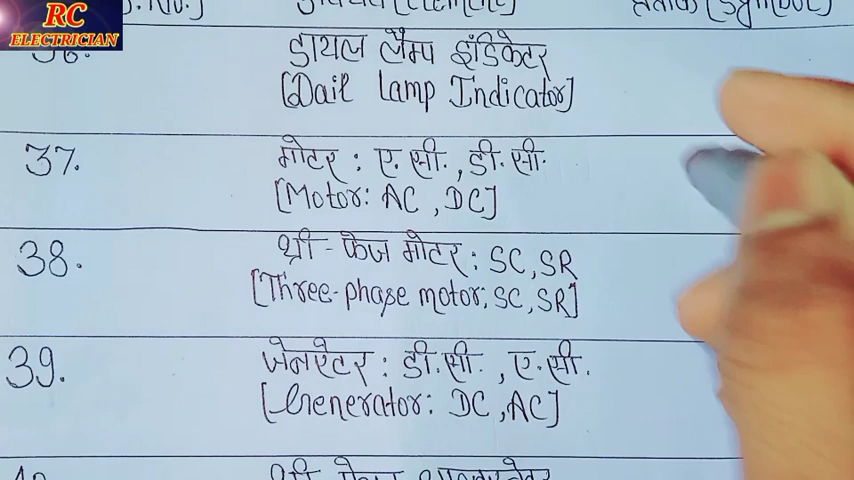 RC
ELECTRICIAN
डायल लैम्प इंडिकेटर
[Dail lamp Indicator]
37. मोटर : ए.सी., डी.सी.
[Motor: AC, DC]
38. थ्री-फेज मोटर : SC, SR
[Three-phase motor: SC, SR]
39. जेनरेटर : डी.सी., ए.सी.
[Generator: DC, AC]